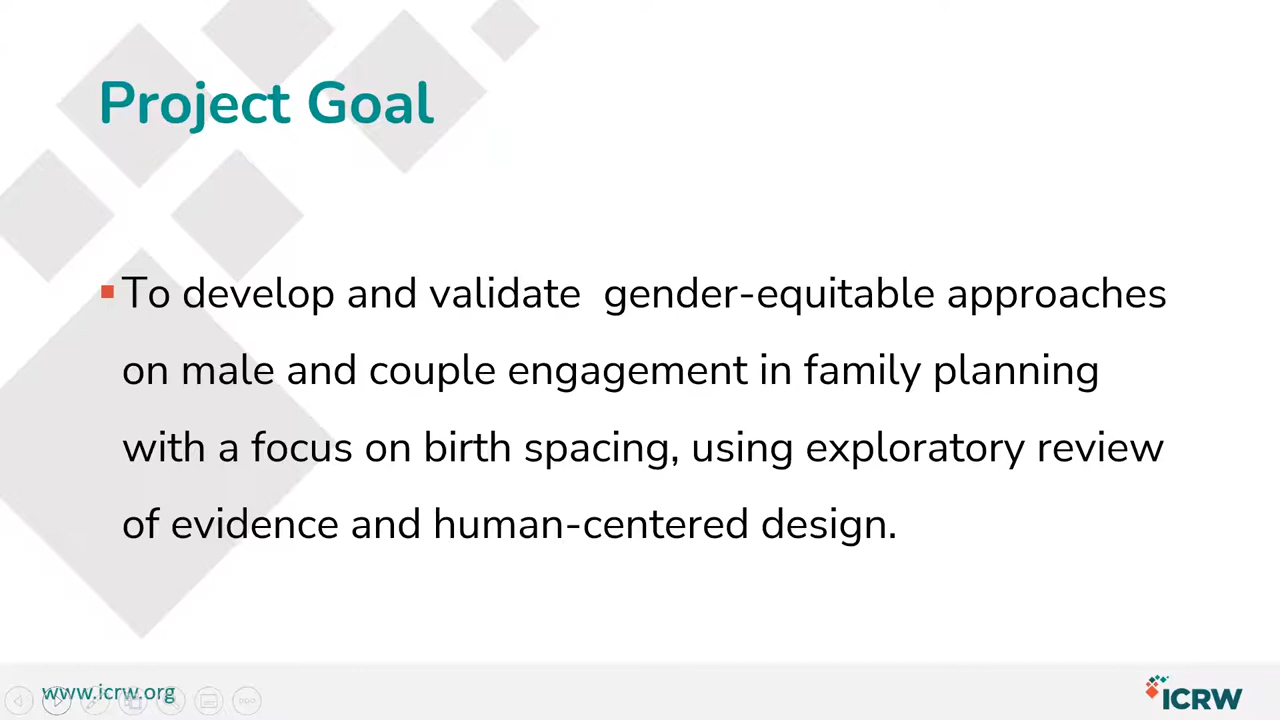 Project Goal
To develop and validate  gender-equitable approaches
on male and couple engagement in family planning
with a focus on birth spacing, using exploratory review
of evidence and human-centered design.
www.icrw.org
ICRW